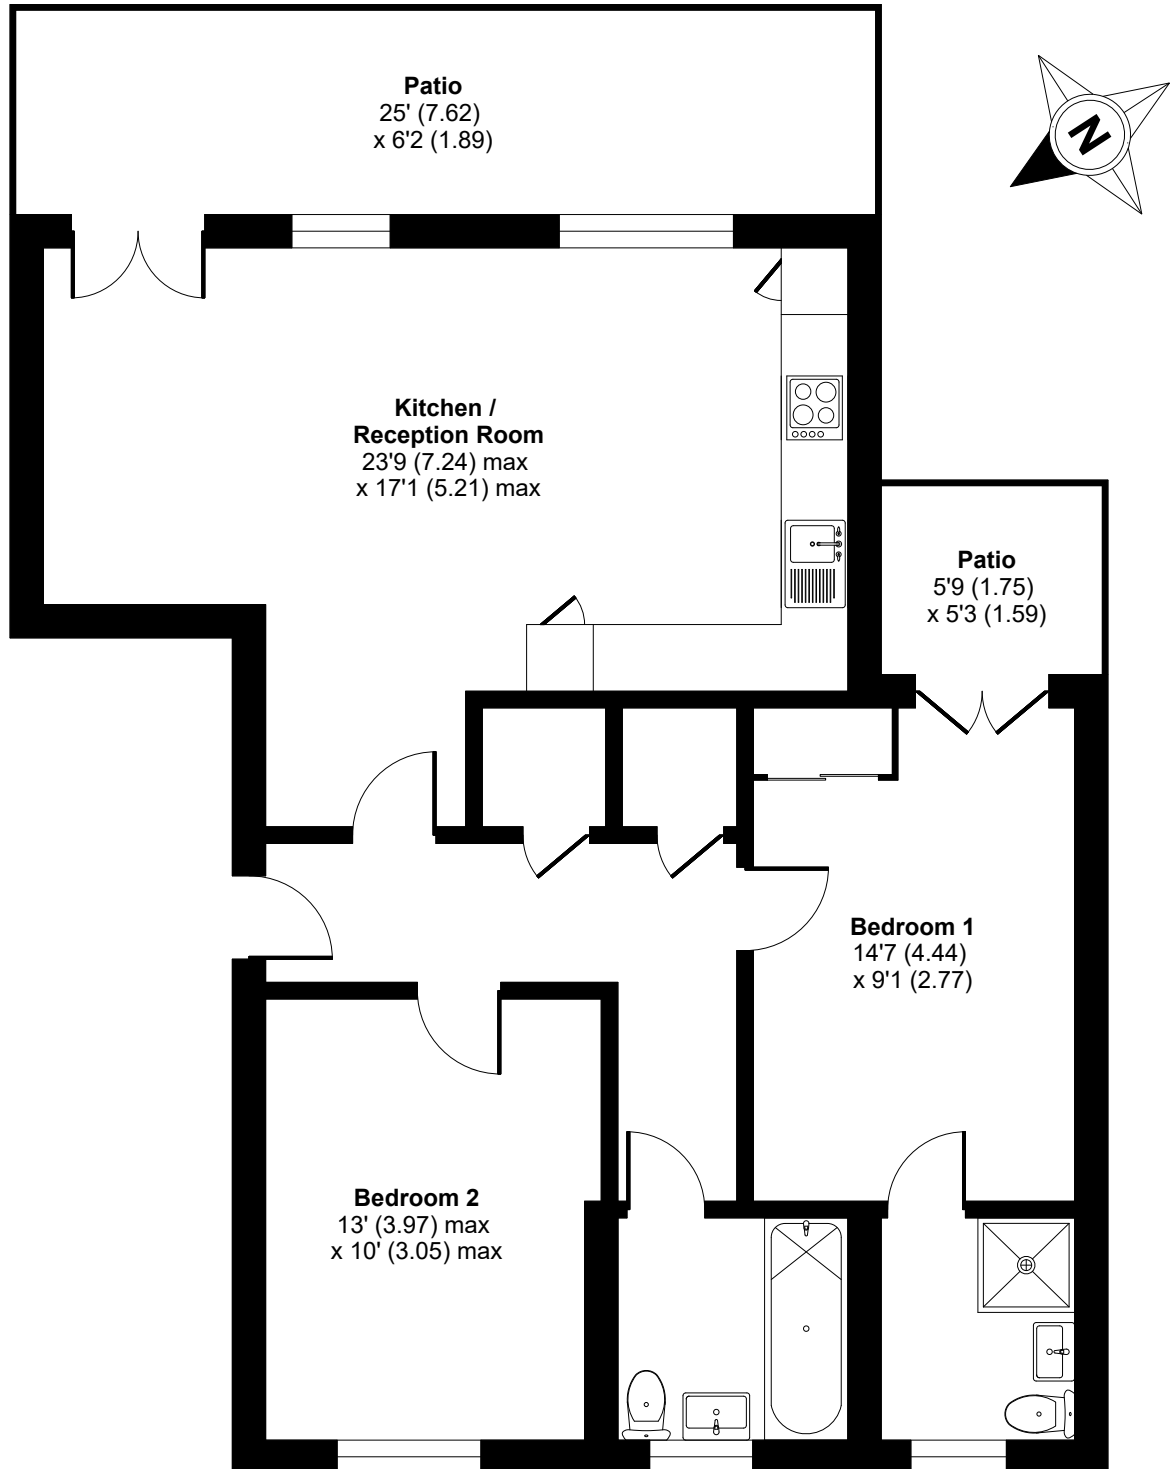 Patio
25' (7.62)
x 6'2 (1.89)
N
Kitchen /
Reception Room
23'9 (7.24) max
x 17'1 (5.21) max
Patio
5'9 (1.75)
x 5'3 (1.59)
Bedroom 1
14'7 (4.44)
x 9'1 (2.77)
Bedroom 2
13' (3.97) max
x 10' (3.05) max